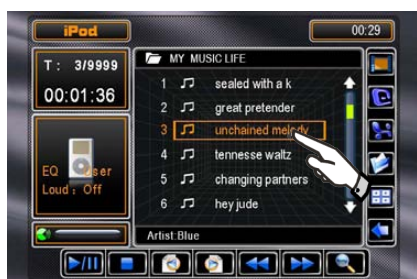 iPod
00:29
T : 3/9999
00:01:36
MY MUSIC LIFE
1 sealed with a k
2 great pretender
3 unchained melody
4 tennesse waltz
5 changing partners
6 hey jude
EQ User
Loud : Off
Artist:Blue